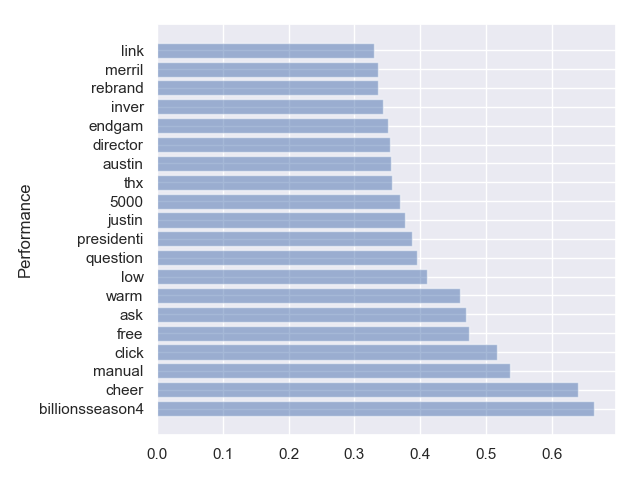 link
merril
rebrand
inver
endgam
director
austin
thx
5000
justin
presidenti
question
low
warm
ask
free
click
manual
cheer
billionsseason4
Performance
0.0 0.1 0.2 0.3 0.4 0.5 0.6